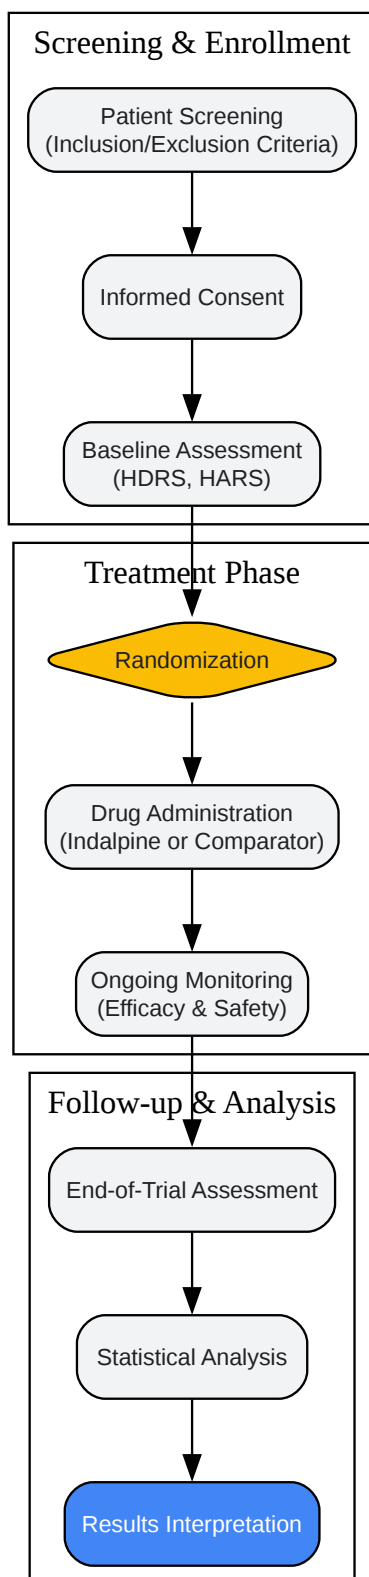 Screening & Enrollment
Patient Screening
(Inclusion/Exclusion Criteria)
Informed Consent
Baseline Assessment
(HDRS, HARS)
Treatment Phase
Randomization
Drug Administration
(Indalpine or Comparator)
Ongoing Monitoring
(Efficacy & Safety)
Follow-up & Analysis
End-of-Trial Assessment
Statistical Analysis
Results Interpretation